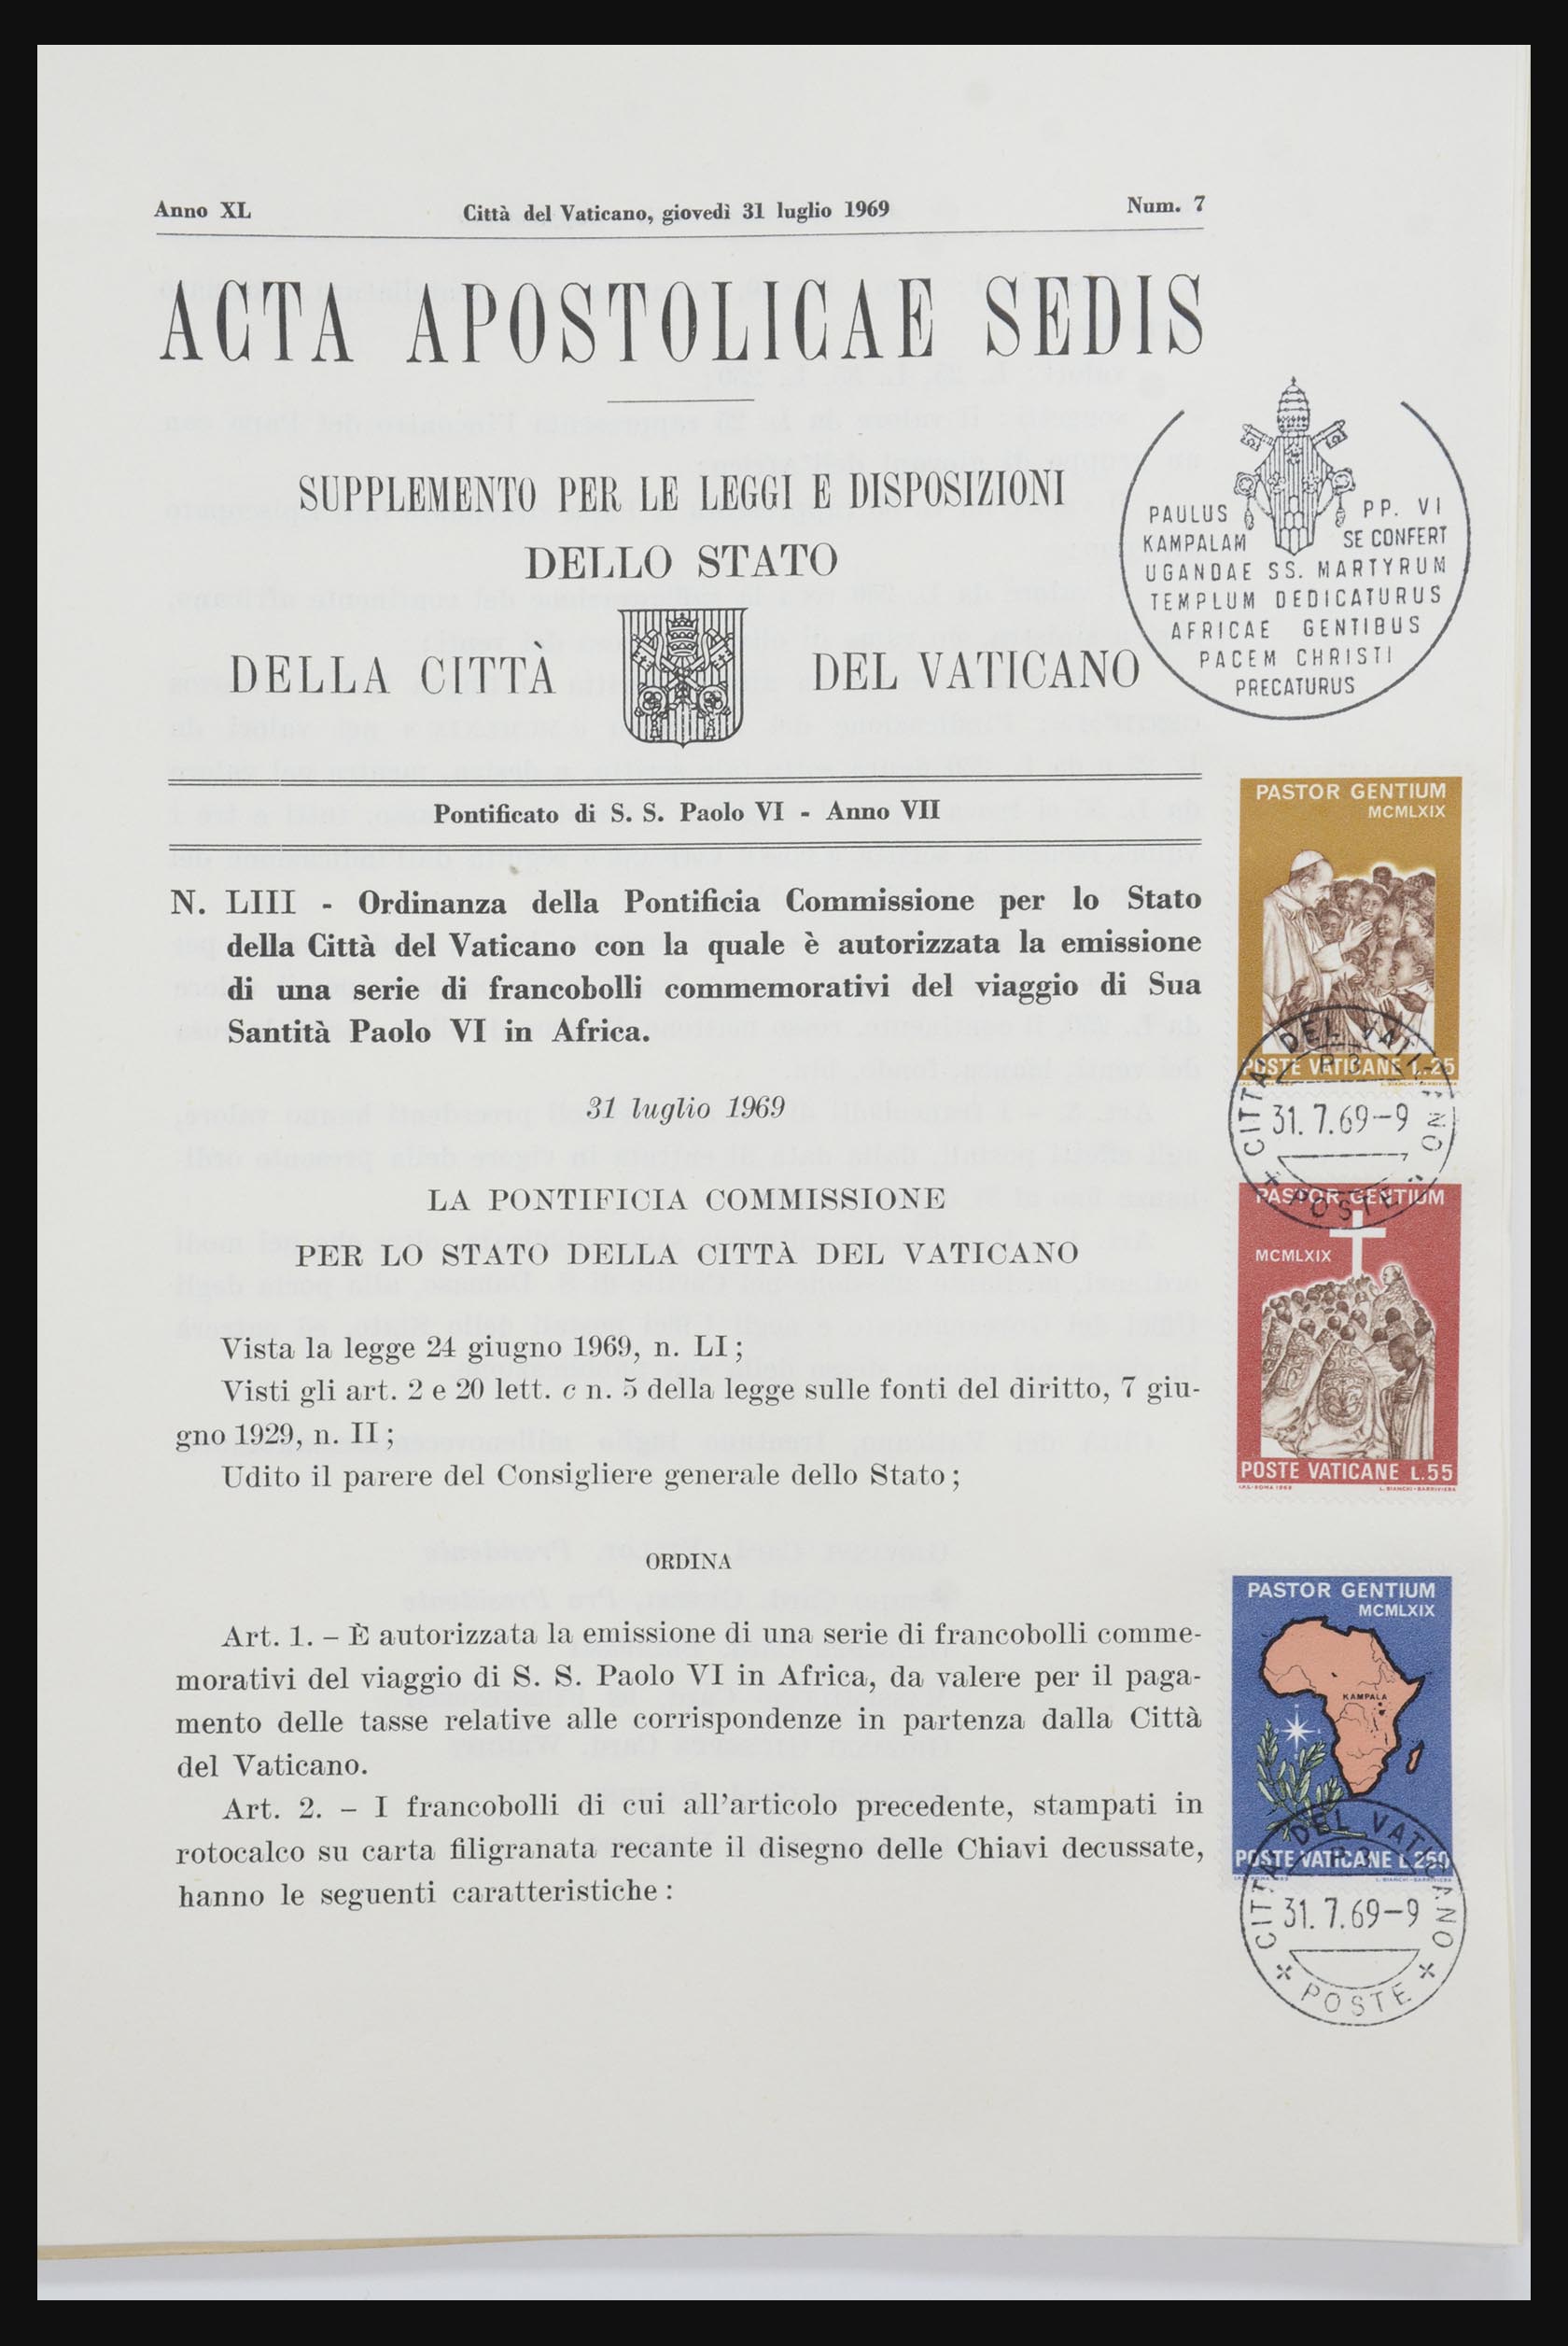 Anno XL Città del Vaticano, giovedì 31 luglio 1969 Num. 7
ACTA APOSTOLICAE SEDIS
SUPPLEMENTO PER LE LEGGI E DISPOSIZIONI
DELLO STATO
DELLA CITTÀ DEL VATICANO
PAULUS PP. VI
KAMPALAM SE CONFERT
UGANDAE SS. MARTYRUM
TEMPLUM DEDICATURUS
AFRICAE GENTIBUS
PACEM CHRISTI
PRECATURUS
Pontificato di S. S. Paolo VI - Anno VII
N. LIII - Ordinanza della Pontificia Commissione per lo Stato
della Città del Vaticano con la quale è autorizzata la emissione
di una serie di francobolli commemorativi del viaggio di Sua
Santità Paolo VI in Africa.
31 luglio 1969
LA PONTIFICIA COMMISSIONE
PER LO STATO DELLA CITTÀ DEL VATICANO
Vista la legge 24 giugno 1969, n. LI;
Visti gli art. 2 e 20 lett. c n. 5 della legge sulle fonti del diritto, 7 giu-
gno 1929, n. II;
Udito il parere del Consigliere generale dello Stato;
ORDINA
Art. 1. – È autorizzata la emissione di una serie di francobolli comme-
morativi del viaggio di S. S. Paolo VI in Africa, da valere per il paga-
mento delle tasse relative alle corrispondenze in partenza dalla Città
del Vaticano.
Art. 2. – I francobolli di cui all'articolo precedente, stampati in
rotocalco su carta filigranata recante il disegno delle Chiavi decussate,
hanno le seguenti caratteristiche:
PASTOR GENTIUM
MCMLXIX
POSTE VATICANE L.25
CITTA' DEL VATICANO
31. 7. 69-9
POSTE
PASTOR GENTIUM
MCMLXIX
POSTE VATICANE L.55
I.P.S.-ROMA 1969 L. BIANCHI-BARRIVIERA
PASTOR GENTIUM
MCMLXIX
KAMPALA
POSTE VATICANE L.250
L. BIANCHI-BARRIVIERA
CITTA' DEL VATICANO
31. 7. 69-9
POSTE